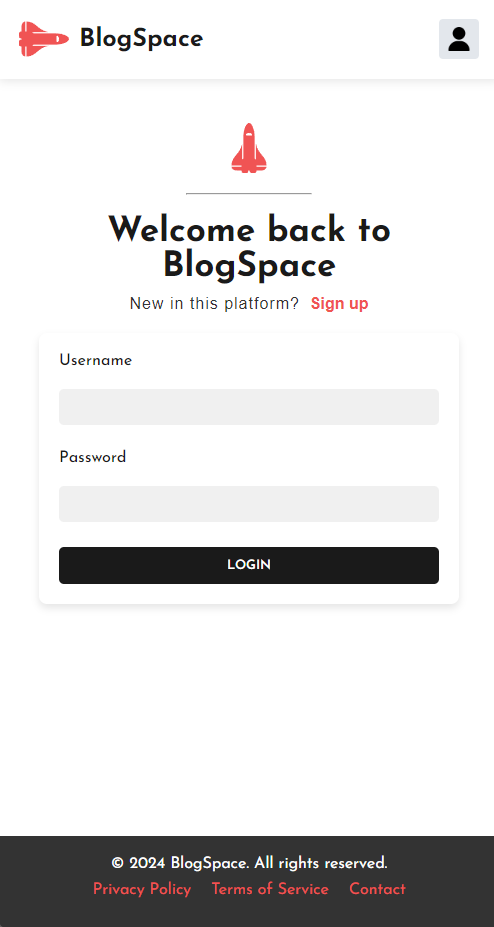 BlogSpace
Welcome back to
BlogSpace
New in this platform? Sign up
Username
Password
LOGIN
© 2024 BlogSpace. All rights reserved.
Privacy Policy Terms of Service Contact